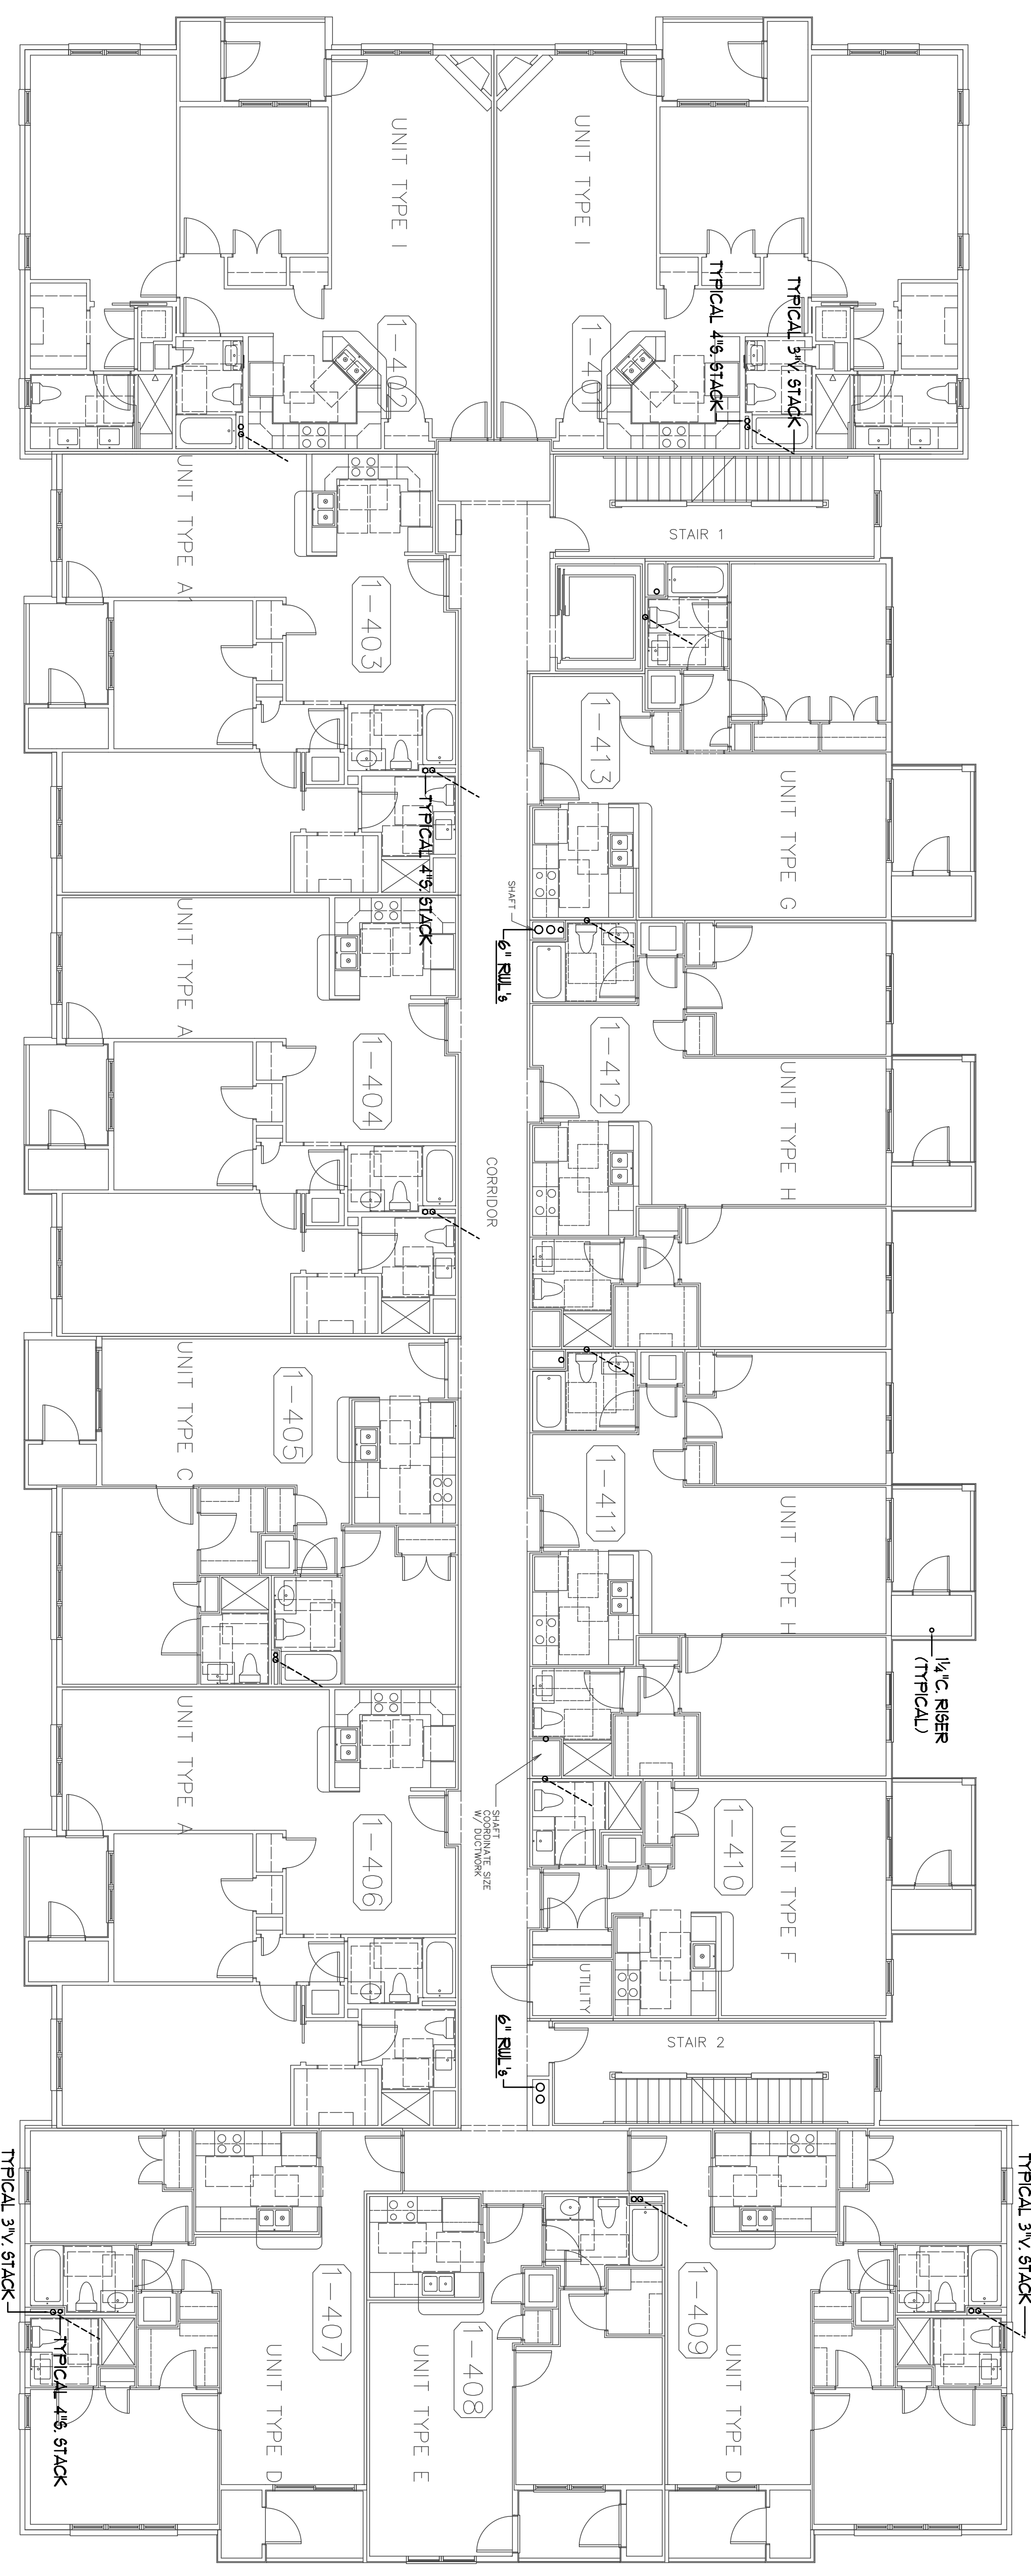 UNIT TYPE I
UNIT TYPE I
1-402
1-401
TYPICAL 4"S. STACK
TYPICAL 3"V. STACK
STAIR 1
UNIT TYPE A1
1-403
1-413
UNIT TYPE G
TYPICAL 4"S. STACK
SHAFT
6" RWL's
UNIT TYPE A
1-404
1-412
UNIT TYPE H
CORRIDOR
UNIT TYPE C
1-405
1-411
UNIT TYPE H
1¼"C. RISER
(TYPICAL)
UNIT TYPE A
1-406
SHAFT
COORDINATE SIZE
W/ DUCTWORK
1-410
UNIT TYPE F
UTILITY
6" RWL's
STAIR 2
TYPICAL 3"V. STACK
TYPICAL 4"S. STACK
1-407
UNIT TYPE D
1-408
UNIT TYPE E
1-409
UNIT TYPE D
TYPICAL 3"V. STACK